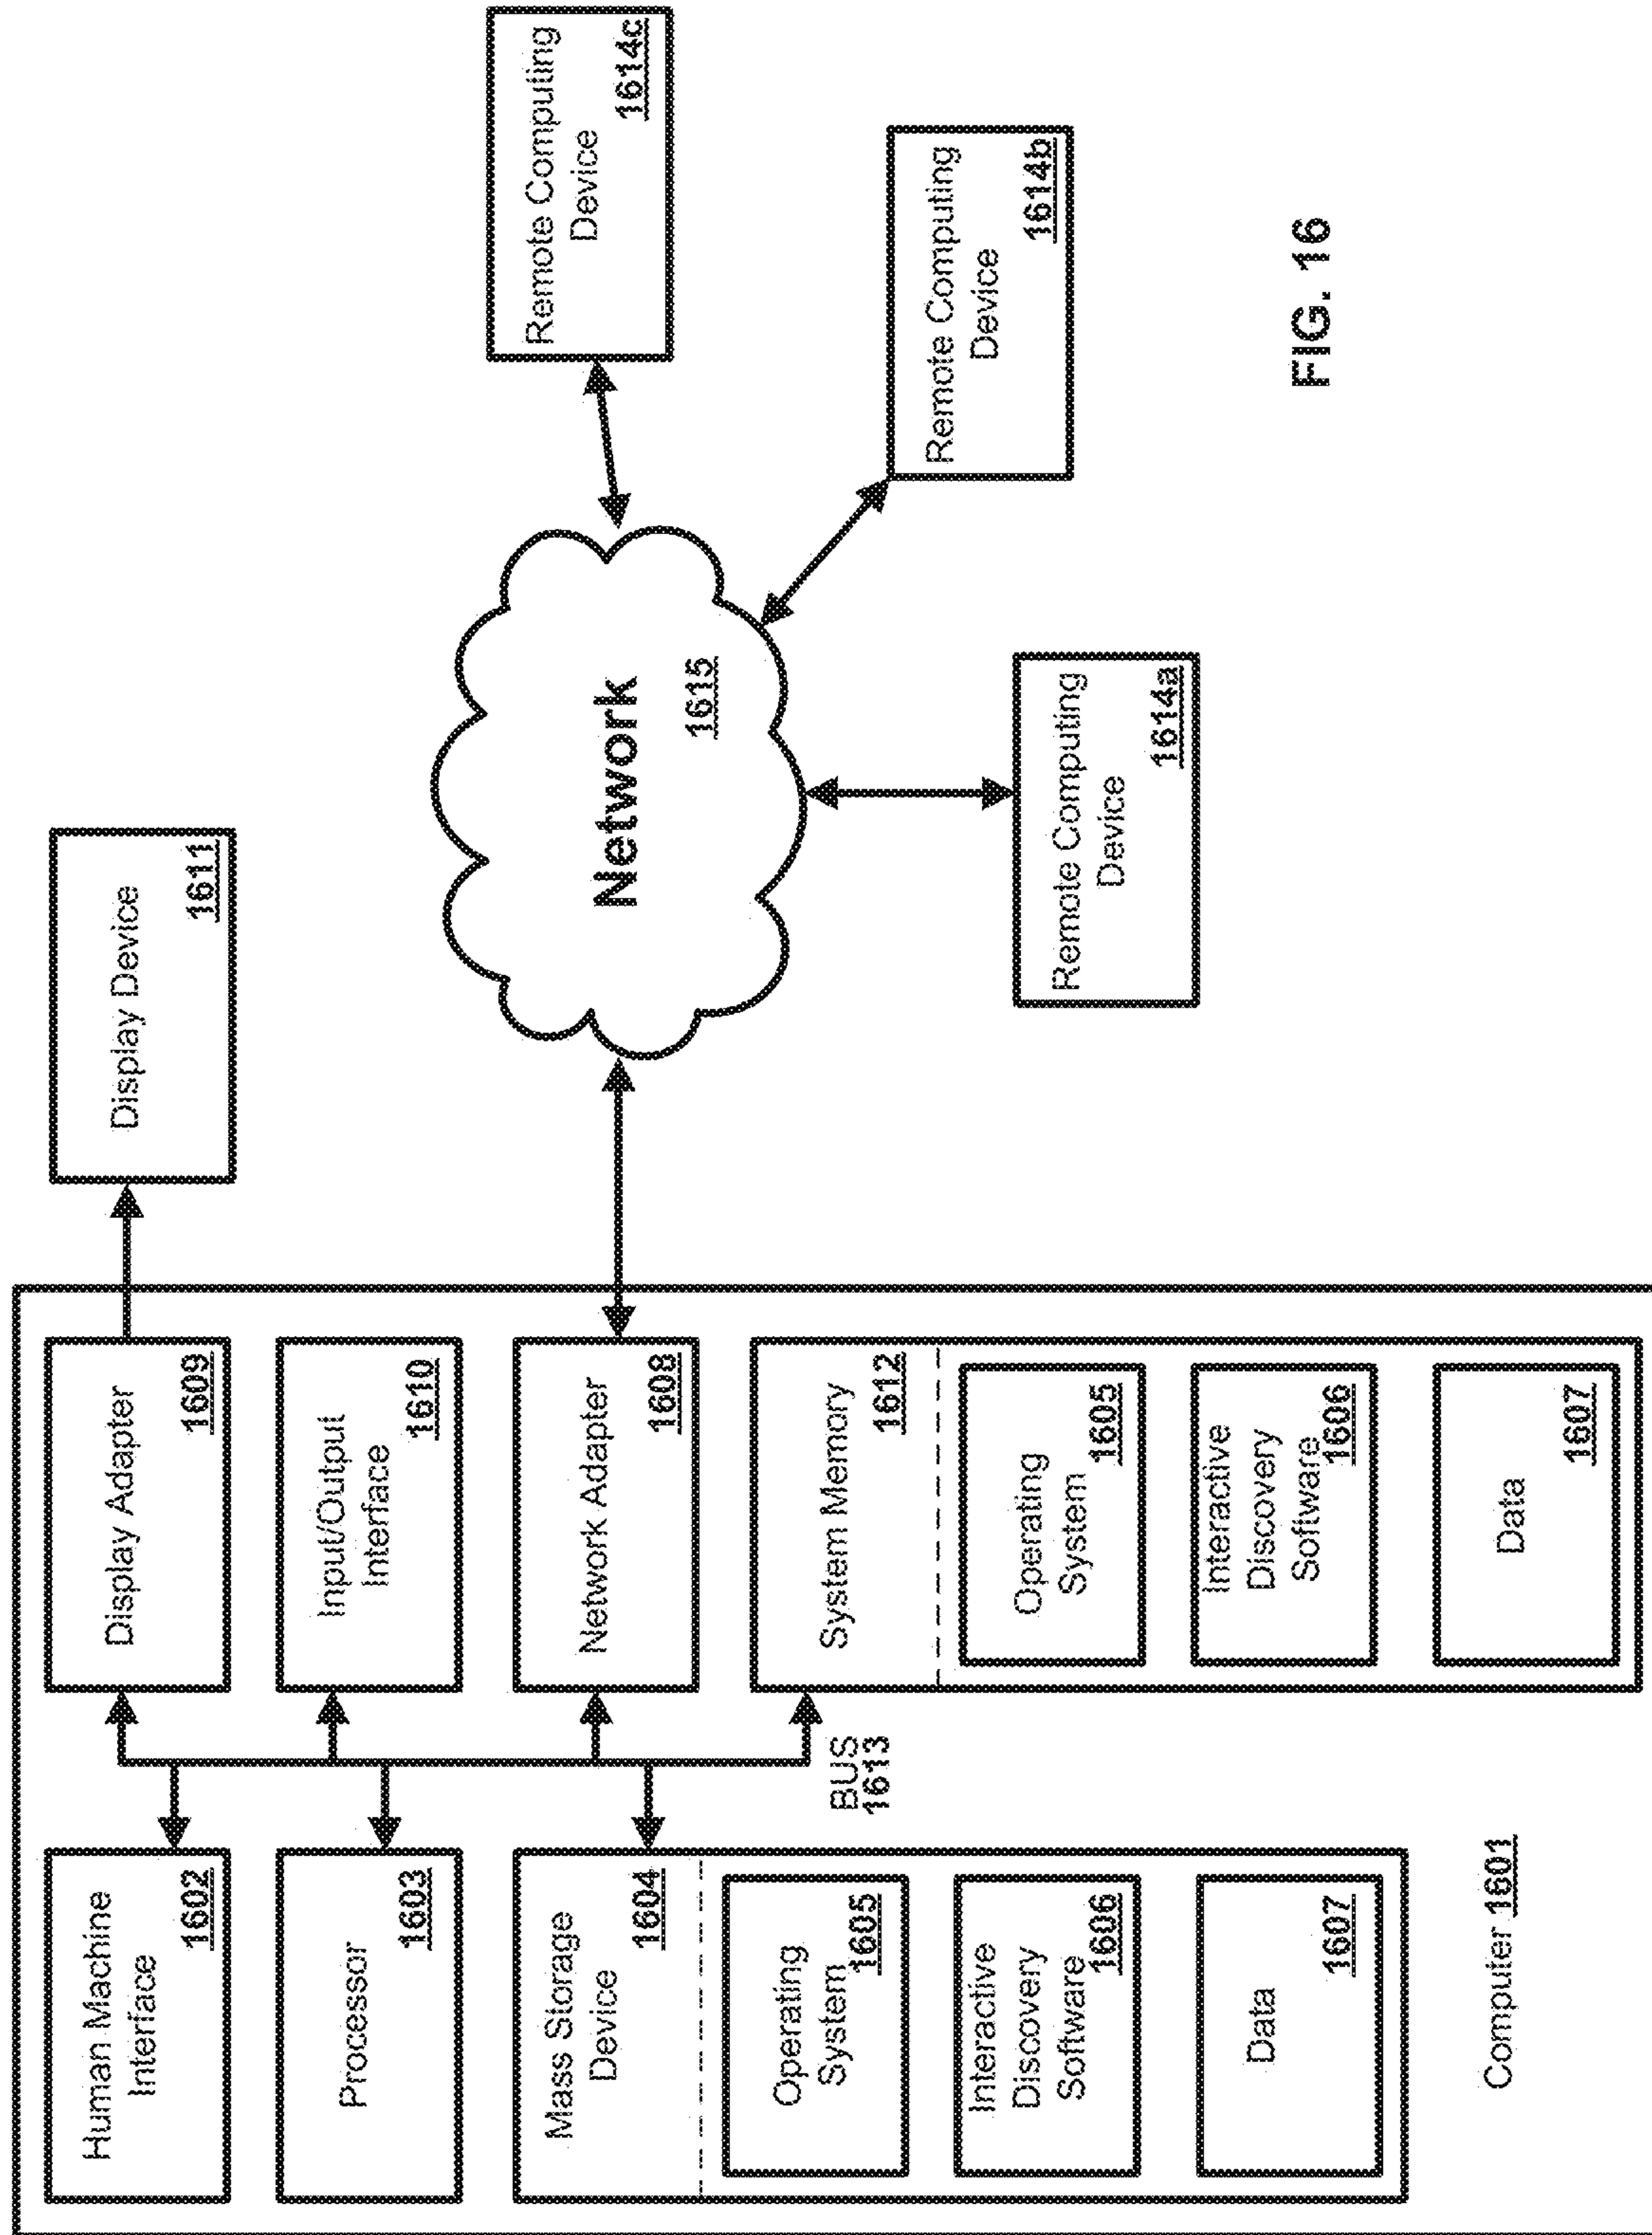 Human Machine
Interface
1602
Processor
1603
Mass Storage
Device
1604
Operating
System
1605
Interactive
Discovery
Software
1606
Data
1607
Computer 1601
BUS
1613
Display Adapter
1609
Input/Output
Interface
1610
Network Adapter
1608
System Memory
1612
Operating
System
1605
Interactive
Discovery
Software
1606
Data
1607
Display Device
1611
Network
1615
Remote Computing
Device
1614a
Remote Computing
Device
1614b
Remote Computing
Device
1614c
FIG. 16